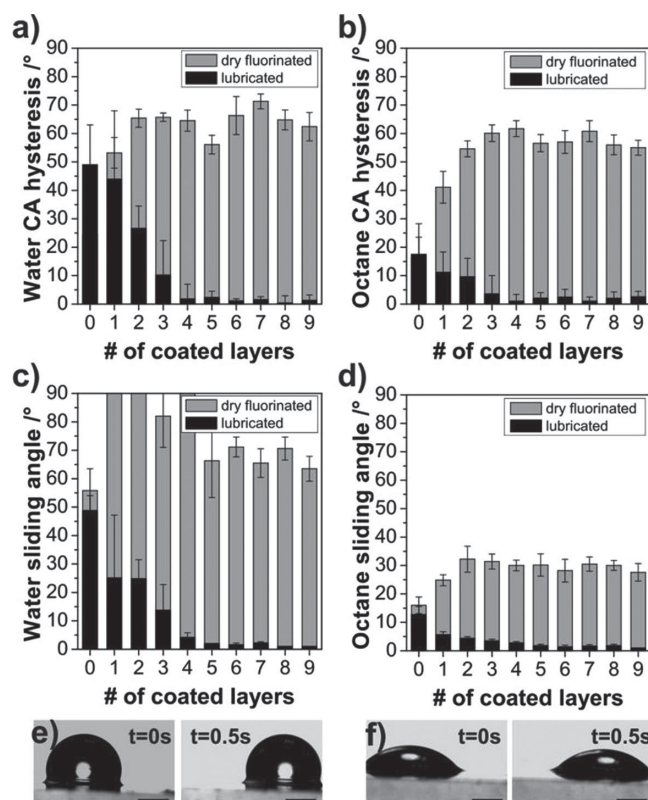 a)
90
80
70
60
50
40
30
20
10
0
Water CA hysteresis /°
dry fluorinated
lubricated
0 1 2 3 4 5 6 7 8 9
# of coated layers
b)
90
80
70
60
50
40
30
20
10
0
Octane CA hysteresis /°
dry fluorinated
lubricated
0 1 2 3 4 5 6 7 8 9
# of coated layers
c)
90
80
70
60
50
40
30
20
10
0
Water sliding angle /°
dry fluorinated
lubricated
0 1 2 3 4 5 6 7 8 9
# of coated layers
d)
90
80
70
60
50
40
30
20
10
0
Octane sliding angle /°
dry fluorinated
lubricated
0 1 2 3 4 5 6 7 8 9
# of coated layers
e)
t=0s
t=0.5s
f)
t=0s
t=0.5s